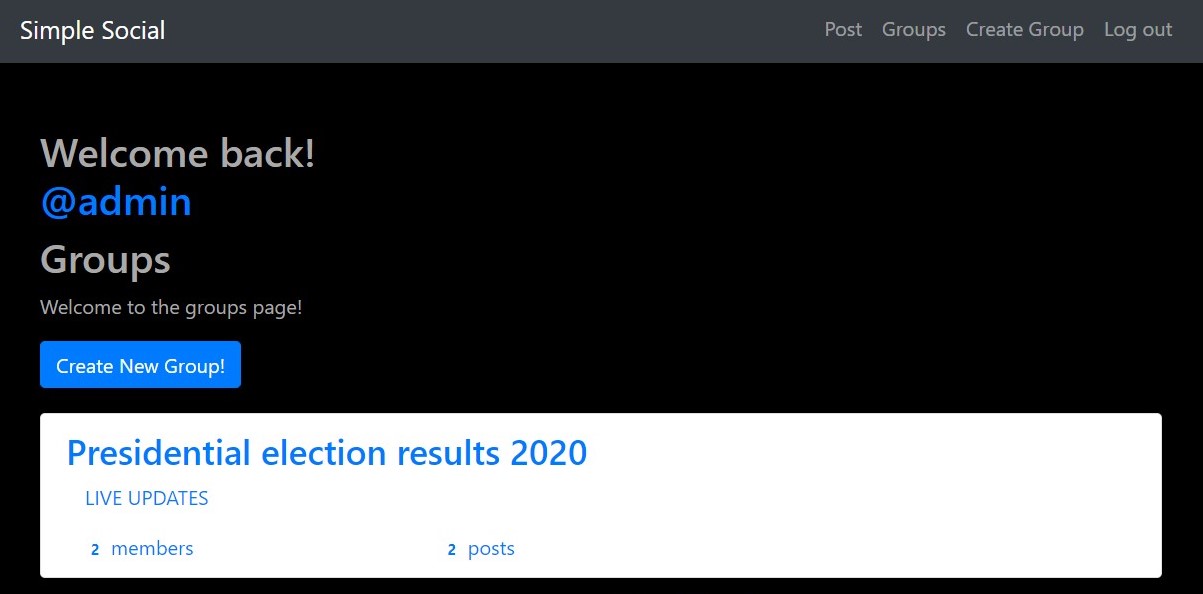 Simple Social Post Groups Create Group Log out
Welcome back!
@admin
Groups
Welcome to the groups page!
Create New Group!
Presidential election results 2020
LIVE UPDATES
2 members 2 posts